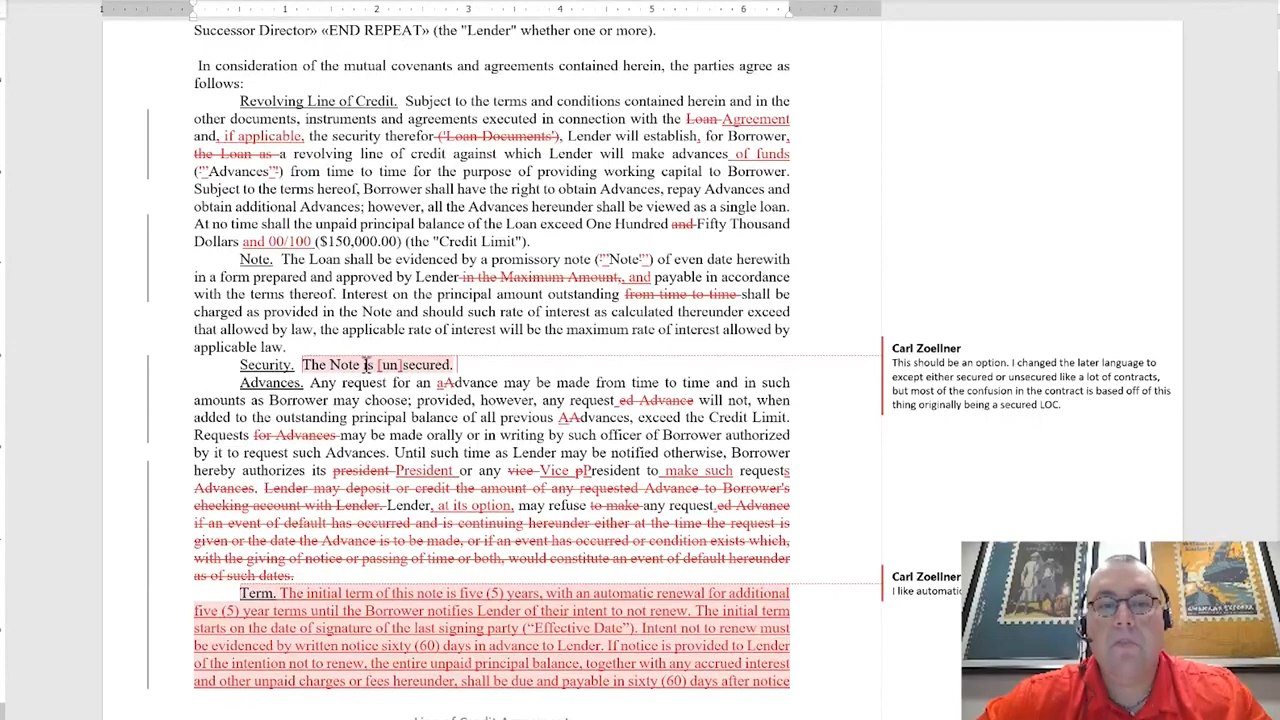 1 1 2 3 4 5 6 7
Successor Director» «END REPEAT» (the "Lender" whether one or more).
In consideration of the mutual covenants and agreements contained herein, the parties agree as
follows:
Revolving Line of Credit. Subject to the terms and conditions contained herein and in the
other documents, instruments and agreements executed in connection with the Loan Agreement
and, if applicable, the security therefor ('Loan Documents'), Lender will establish, for Borrower,
the Loan as a revolving line of credit against which Lender will make advances of funds
('"Advances"') from time to time for the purpose of providing working capital to Borrower.
Subject to the terms hereof, Borrower shall have the right to obtain Advances, repay Advances and
obtain additional Advances; however, all the Advances hereunder shall be viewed as a single loan.
At no time shall the unpaid principal balance of the Loan exceed One Hundred and Fifty Thousand
Dollars and 00/100 ($150,000.00) (the "Credit Limit").
Note. The Loan shall be evidenced by a promissory note ('"Note'") of even date herewith
in a form prepared and approved by Lender in the Maximum Amount,, and payable in accordance
with the terms thereof. Interest on the principal amount outstanding from time to time shall be
charged as provided in the Note and should such rate of interest as calculated thereunder exceed
that allowed by law, the applicable rate of interest will be the maximum rate of interest allowed by
applicable law.
Security. The Note is [un]secured.
Advances. Any request for an aAdvance may be made from time to time and in such
amounts as Borrower may choose; provided, however, any request ed Advance will not, when
added to the outstanding principal balance of all previous AAdvances, exceed the Credit Limit.
Requests for Advances may be made orally or in writing by such officer of Borrower authorized
by it to request such Advances. Until such time as Lender may be notified otherwise, Borrower
hereby authorizes its president President or any vice Vice pPresident to make such requests
Advances. Lender may deposit or credit the amount of any requested Advance to Borrower's
checking account with Lender. Lender, at its option, may refuse to make any request.ed Advance
if an event of default has occurred and is continuing hereunder either at the time the request is
given or the date the Advance is to be made, or if an event has occurred or condition exists which,
with the giving of notice or passing of time or both, would constitute an event of default hereunder
as of such dates.
Term. The initial term of this note is five (5) years, with an automatic renewal for additional
five (5) year terms until the Borrower notifies Lender of their intent to not renew. The initial term
starts on the date of signature of the last signing party (“Effective Date”). Intent not to renew must
be evidenced by written notice sixty (60) days in advance to Lender. If notice is provided to Lender
of the intention not to renew, the entire unpaid principal balance, together with any accrued interest
and other unpaid charges or fees hereunder, shall be due and payable in sixty (60) days after notice
Line of Credit Agreement
Carl Zoellner
This should be an option. I changed the later language to
except either secured or unsecured like a lot of contracts,
but most of the confusion in the contract is based off of this
thing originally being a secured LOC.
Carl Zoellner
I like automatic